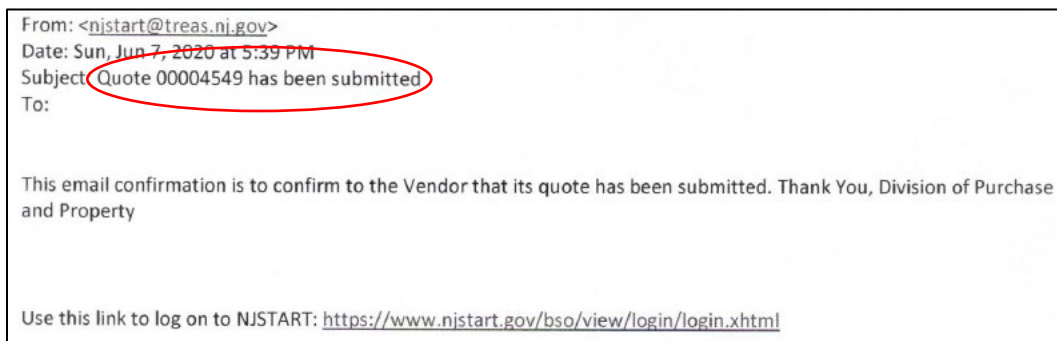 From: <njstart@treas.nj.gov>
Date: Sun, Jun 7, 2020 at 5:39 PM
Subject: Quote 00004549 has been submitted
To:
This email confirmation is to confirm to the Vendor that its quote has been submitted. Thank You, Division of Purchase
and Property
Use this link to log on to NJSTART: https://www.njstart.gov/bso/view/login/login.xhtml